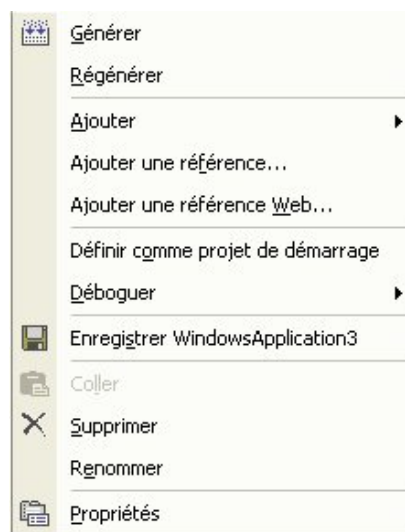 Générer
Régénérer
Ajouter
Ajouter une référence...
Ajouter une référence Web...
Définir comme projet de démarrage
Déboguer
Enregistrer WindowsApplication3
Coller
Supprimer
Renommer
Propriétés